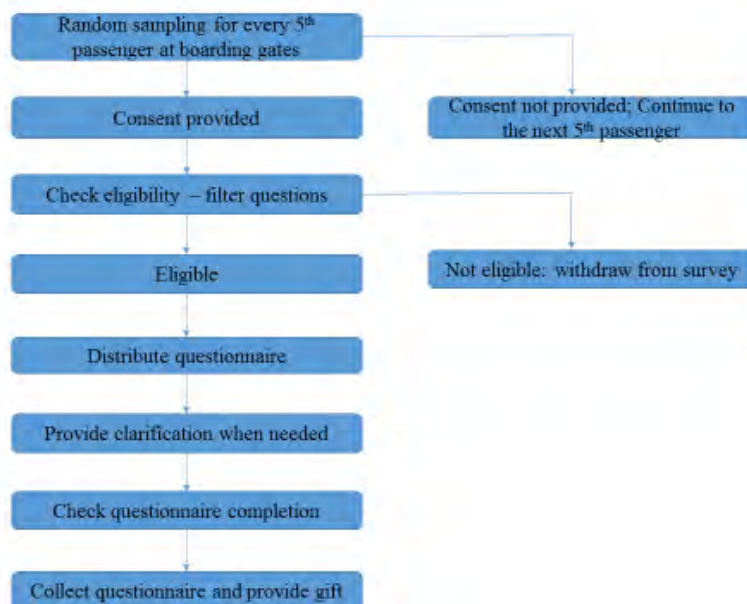 Random sampling for every 5th
passenger at boarding gates
Consent provided
Consent not provided; Continue to
the next 5th passenger
Check eligibility – filter questions
Eligible
Not eligible: withdraw from survey
Distribute questionnaire
Provide clarification when needed
Check questionnaire completion
Collect questionnaire and provide gift